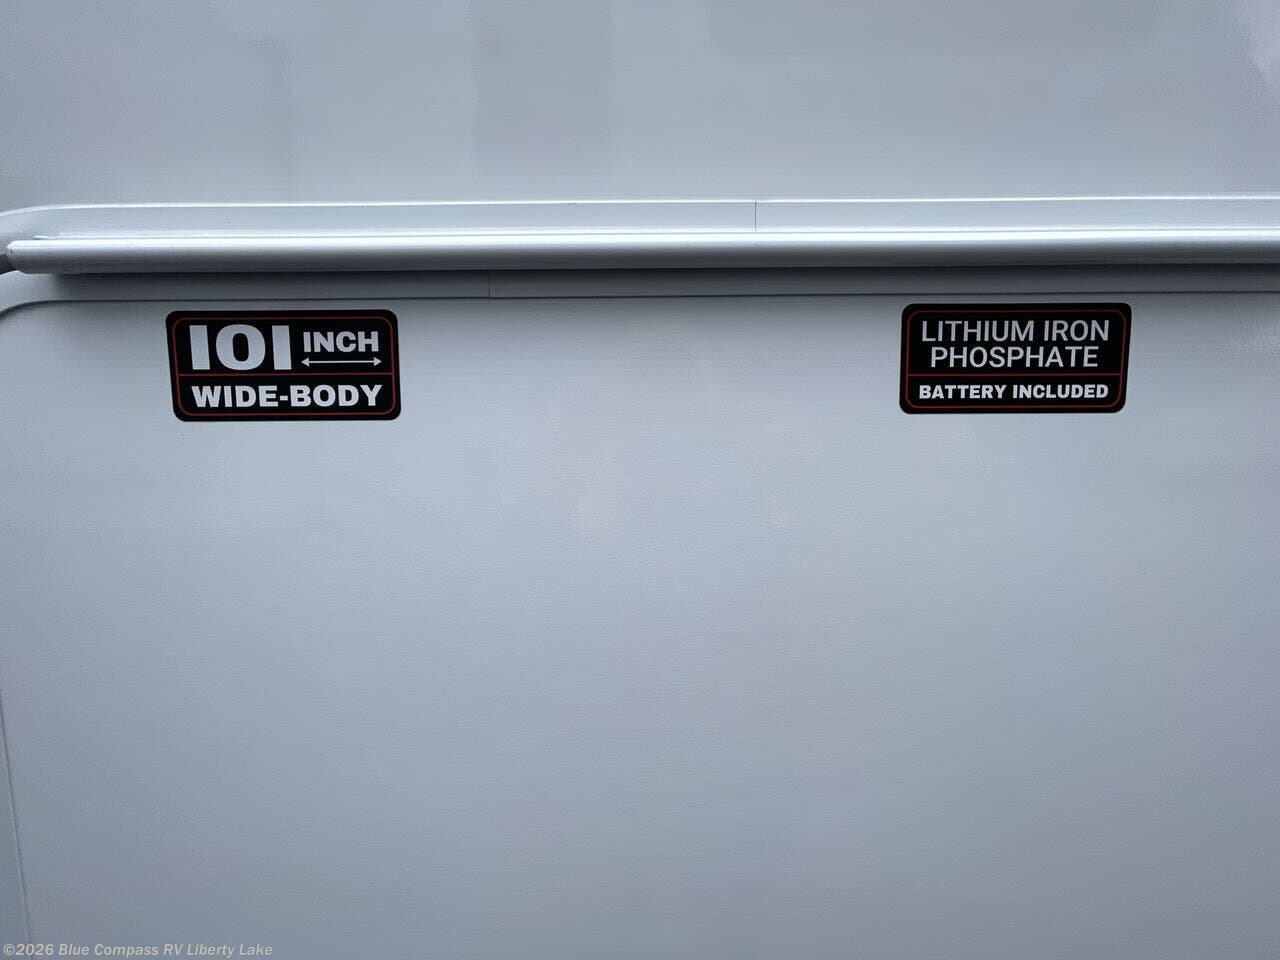 101 INCH
WIDE-BODY
LITHIUM IRON
PHOSPHATE
BATTERY INCLUDED
©2026 Blue Compass RV Liberty Lake